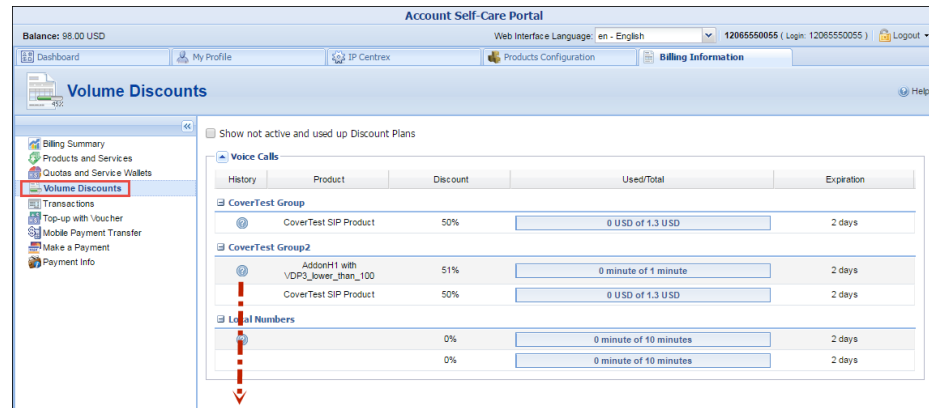 Account Self-Care Portal
Balance: 98.00 USD Web Interface Language: en - English 12065550055 ( Login: 12065550055 ) Logout
Dashboard My Profile IP Centrex Products Configuration Billing Information
Volume Discounts Help
Billing Summary
Products and Services
Quotas and Service Wallets
Volume Discounts
Transactions
Top-up with Voucher
Mobile Payment Transfer
Make a Payment
Payment Info
Show not active and used up Discount Plans
Voice Calls
History Product Discount Used/Total Expiration
CoverTest Group
CoverTest SIP Product 50% 0 USD of 1.3 USD 2 days
CoverTest Group2
AddonH1 with
VDP3_lower_than_100 51% 0 minute of 1 minute 2 days
CoverTest SIP Product 50% 0 USD of 1.3 USD 2 days
Local Numbers
0% 0 minute of 10 minutes 2 days
0% 0 minute of 10 minutes 2 days